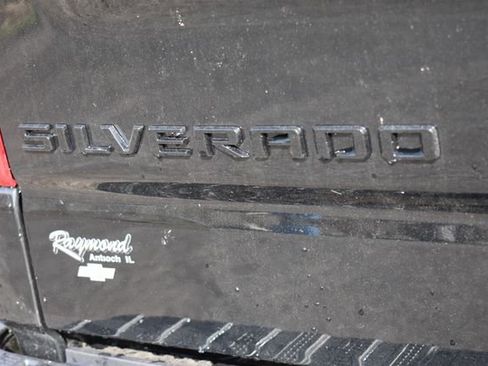 SILVERADO
Raymond
Antioch IL